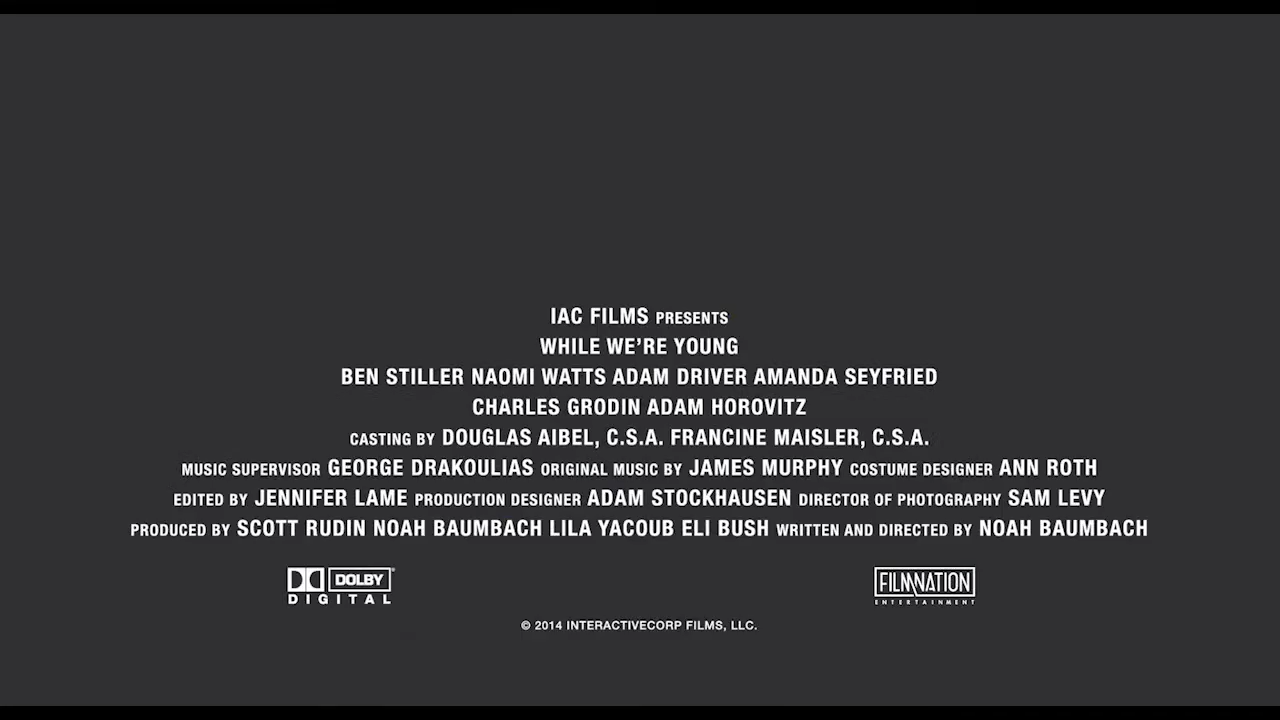 IAC FILMS PRESENTS
WHILE WE'RE YOUNG
BEN STILLER NAOMI WATTS ADAM DRIVER AMANDA SEYFRIED
CHARLES GRODIN ADAM HOROVITZ
CASTING BY DOUGLAS AIBEL, C.S.A. FRANCINE MAISLER, C.S.A.
MUSIC SUPERVISOR GEORGE DRAKOULIAS ORIGINAL MUSIC BY JAMES MURPHY COSTUME DESIGNER ANN ROTH
EDITED BY JENNIFER LAME PRODUCTION DESIGNER ADAM STOCKHAUSEN DIRECTOR OF PHOTOGRAPHY SAM LEVY
PRODUCED BY SCOTT RUDIN NOAH BAUMBACH LILA YACOUB ELI BUSH WRITTEN AND DIRECTED BY NOAH BAUMBACH
DOLBY®
DIGITAL
FILMNATION
ENTERTAINMENT
© 2014 INTERACTIVECORP FILMS, LLC.